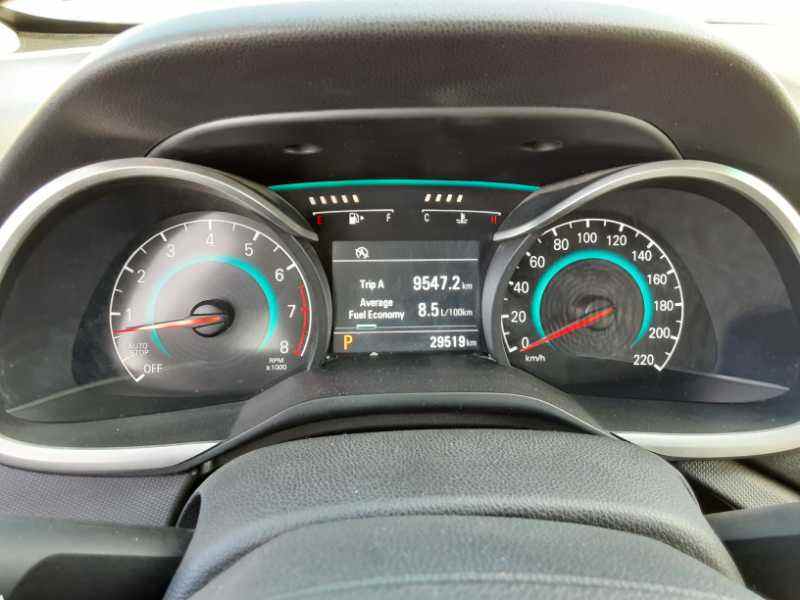 E F
C H
Trip A 9547.2 km
Average
Fuel Economy 8.5 L/100km
P 29519 km
1 2 3 4 5 6 7 8
AUTO
STOP
OFF
RPM
x1000
0 20 40 60 80 100 120 140 160 180 200 220
km/h